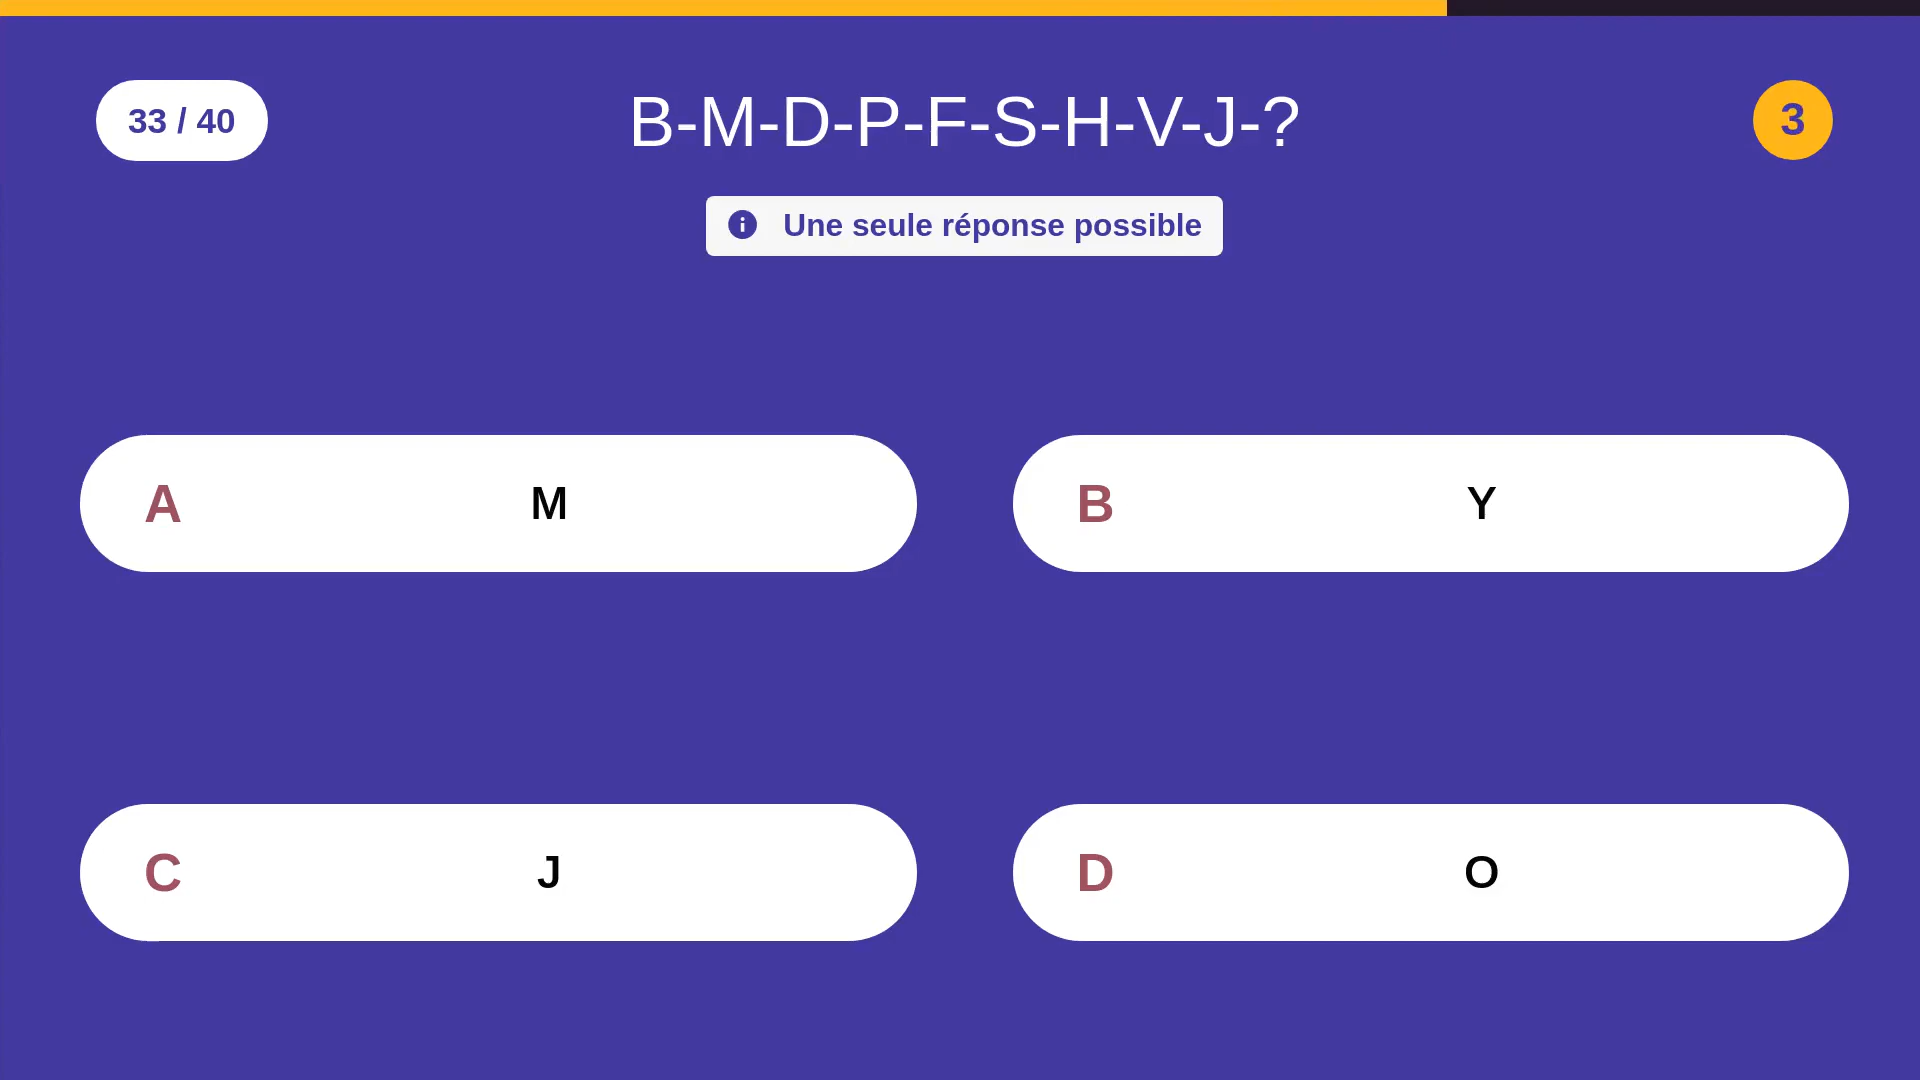 33 / 40
B-M-D-P-F-S-H-V-J-?
3
Une seule réponse possible
A M
B Y
C J
D O